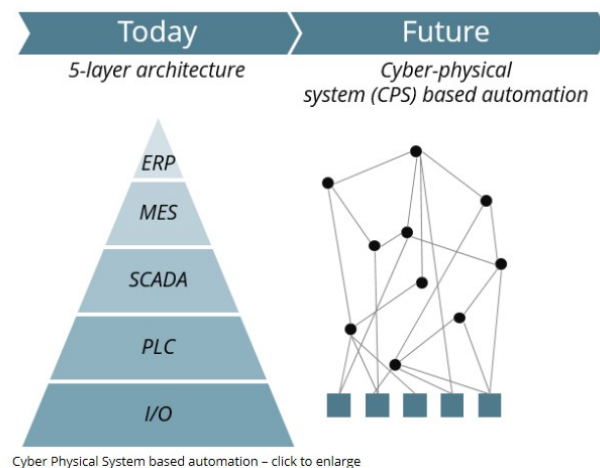 Today
Future
5-layer architecture
Cyber-physical
system (CPS) based automation
ERP
MES
SCADA
PLC
I/O
Cyber Physical System based automation – click to enlarge